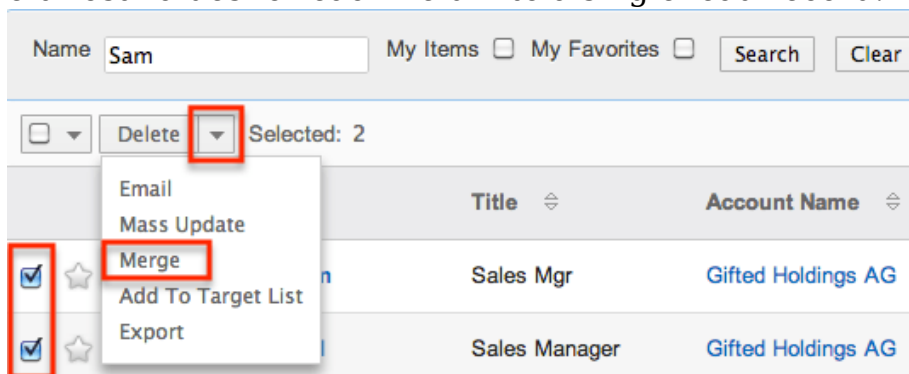 Name Sam My Items My Favorites Search Clear
Delete Selected: 2
Email
Mass Update
Title Account Name
Merge
n Sales Mgr Gifted Holdings AG
Add To Target List
Export
l Sales Manager Gifted Holdings AG